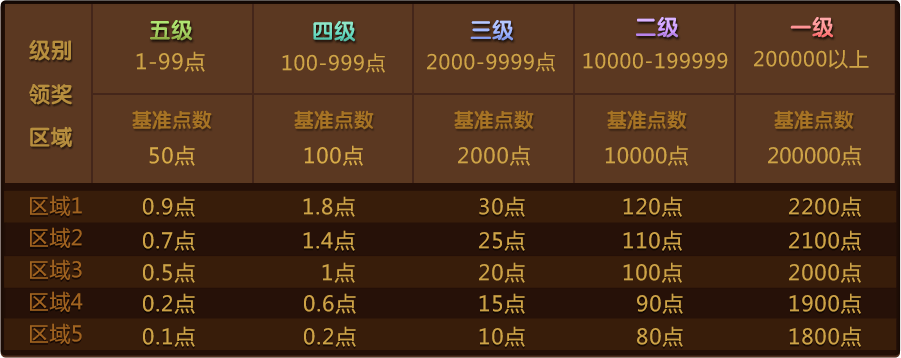 级别
领奖
区域
五级
1-99点
四级
100-999点
三级
2000-9999点
二级
10000-199999
一级
200000以上
基准点数
50点
基准点数
100点
基准点数
2000点
基准点数
10000点
基准点数
200000点
区域1 0.9点 1.8点 30点 120点 2200点
区域2 0.7点 1.4点 25点 110点 2100点
区域3 0.5点 1点 20点 100点 2000点
区域4 0.2点 0.6点 15点 90点 1900点
区域5 0.1点 0.2点 10点 80点 1800点